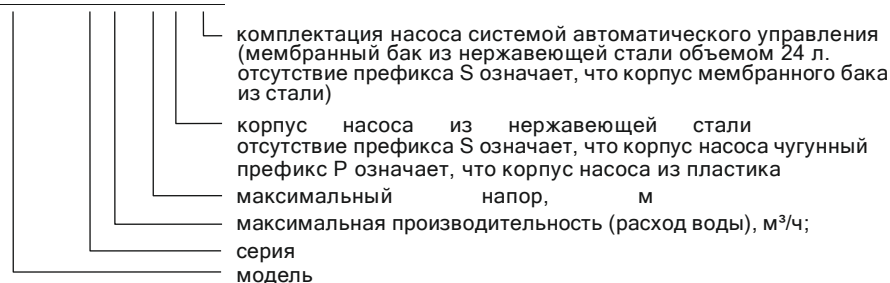 комплектация насоса системой автоматического управления
(мембранный бак из нержавеющей стали объемом 24 л.
отсутствие префикса S означает, что корпус мембранного бака
из стали)
корпус насоса из нержавеющей стали
отсутствие префикса S означает, что корпус насоса чугунный
префикс P означает, что корпус насоса из пластика
максимальный напор, м
максимальная производительность (расход воды), м³/ч;
серия
модель